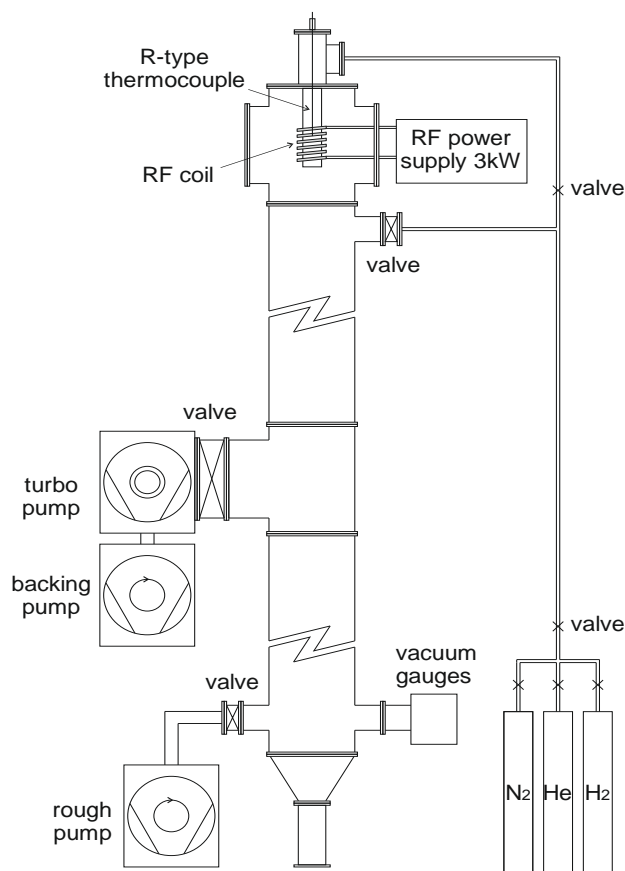 R-type
thermocouple
RF coil
RF power
supply 3kW
valve
valve
valve
turbo
pump
backing
pump
valve
valve
vacuum
gauges
rough
pump
N2
He
H2